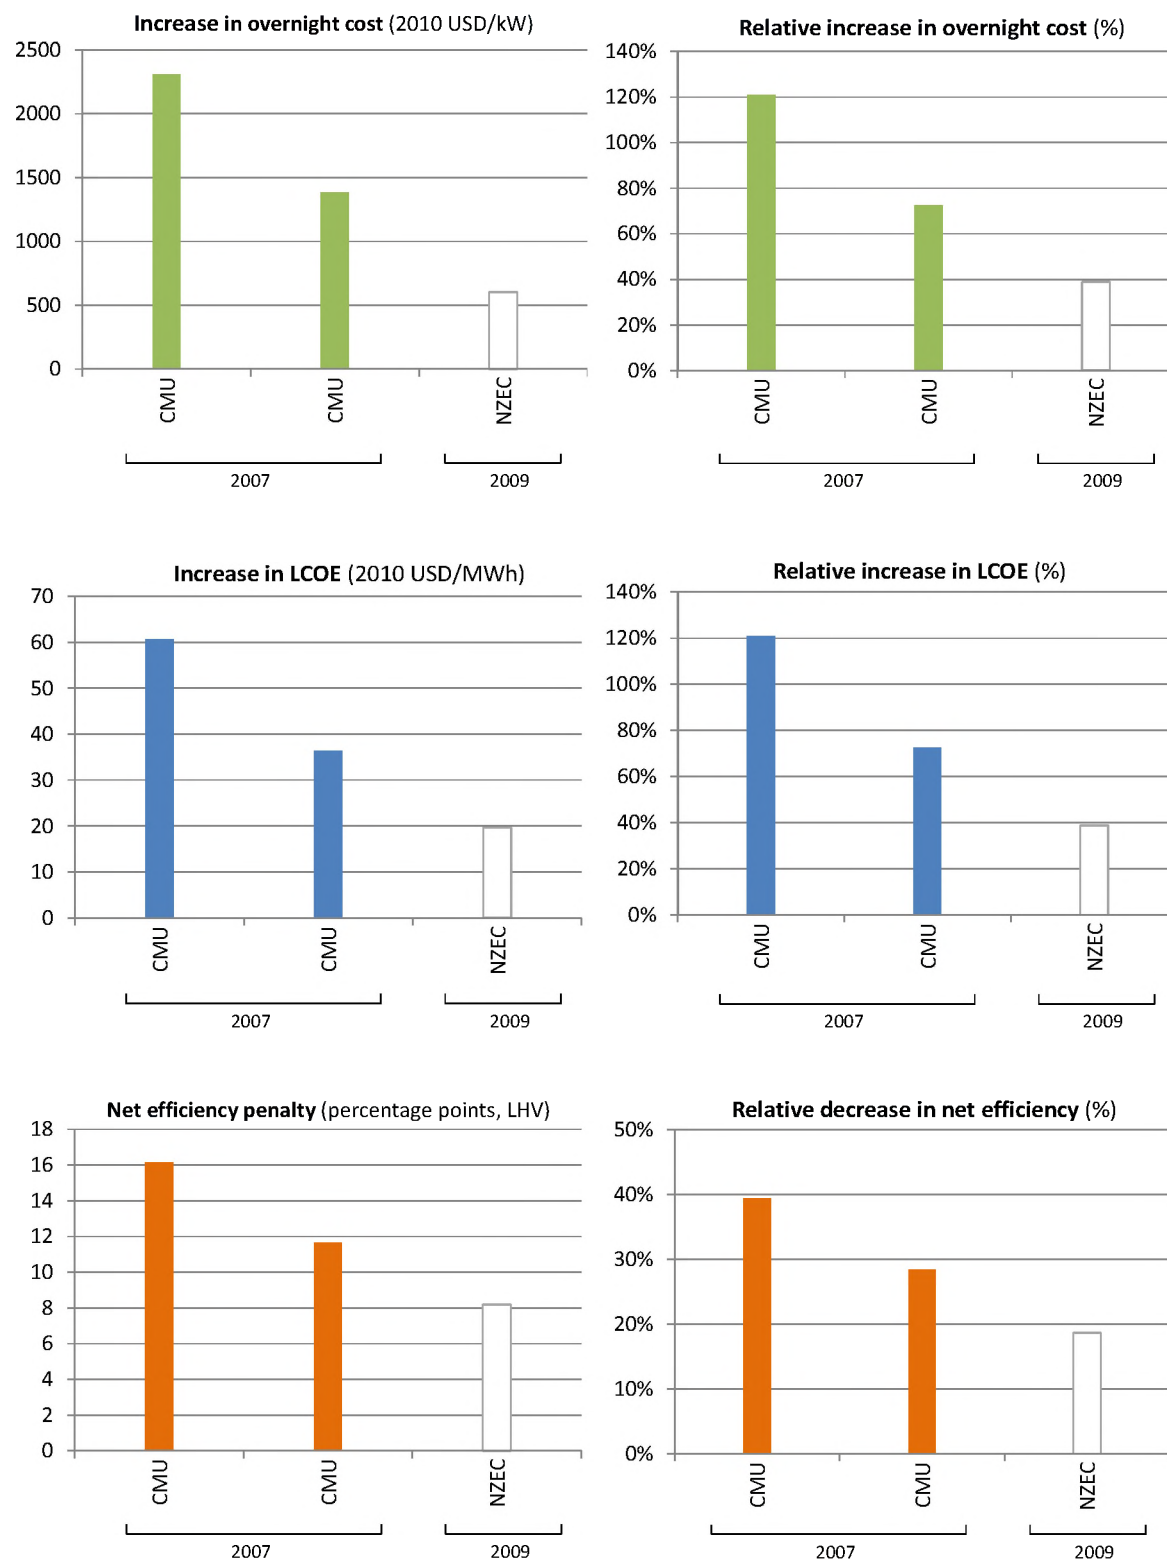 Increase in overnight cost (2010 USD/kW)
2500
2000
1500
1000
500
0
CMU
CMU
NZEC
2007
2009
Relative increase in overnight cost (%)
140%
120%
100%
80%
60%
40%
20%
0%
CMU
CMU
NZEC
2007
2009
Increase in LCOE (2010 USD/MWh)
70
60
50
40
30
20
10
0
CMU
CMU
NZEC
2007
2009
Relative increase in LCOE (%)
140%
120%
100%
80%
60%
40%
20%
0%
CMU
CMU
NZEC
2007
2009
Net efficiency penalty (percentage points, LHV)
18
16
14
12
10
8
6
4
2
0
CMU
CMU
NZEC
2007
2009
Relative decrease in net efficiency (%)
50%
40%
30%
20%
10%
0%
CMU
CMU
NZEC
2007
2009